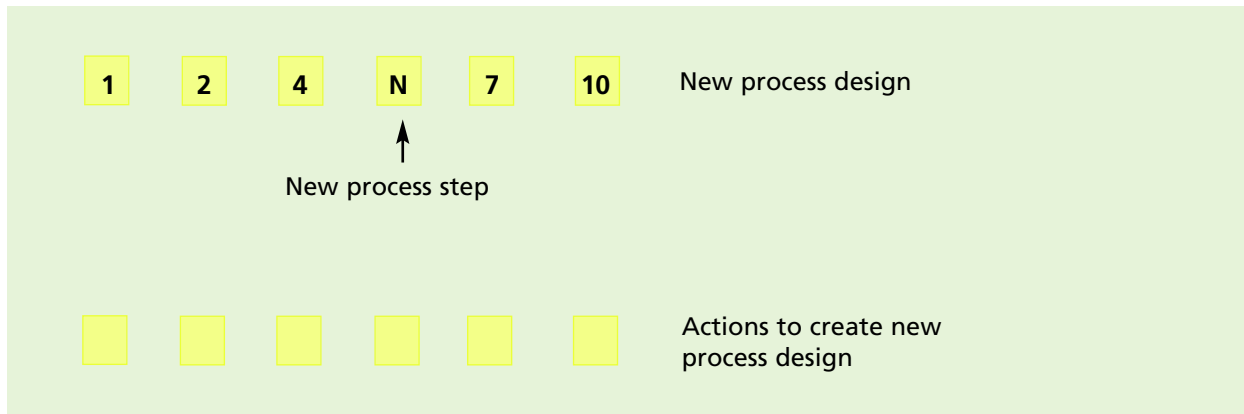 1 2 4 N 7 10 New process design
New process step
Actions to create new
process design